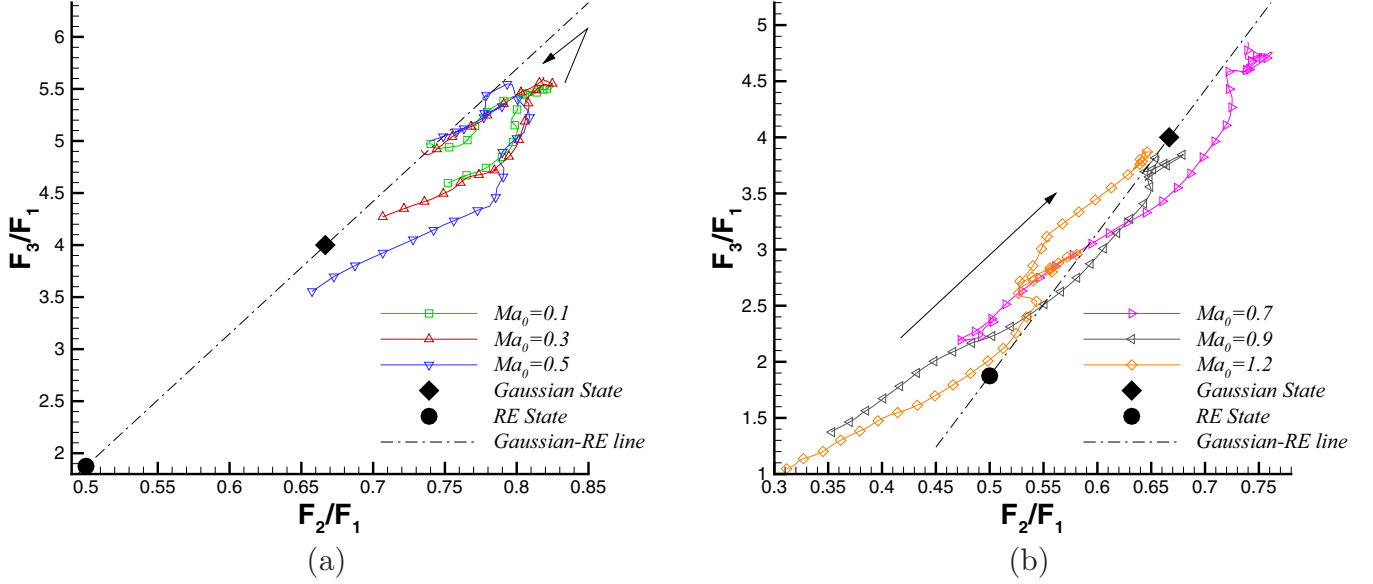 6
5.5
5
4.5
4
3.5
3
2.5
2
F3/F1
0.5 0.55 0.6 0.65 0.7 0.75 0.8 0.85
F2/F1
Ma0=0.1
Ma0=0.3
Ma0=0.5
Gaussian State
RE State
Gaussian-RE line
(a)
5
4.5
4
3.5
3
2.5
2
1.5
1
F3/F1
0.3 0.35 0.4 0.45 0.5 0.55 0.6 0.65 0.7 0.75
F2/F1
Ma0=0.7
Ma0=0.9
Ma0=1.2
Gaussian State
RE State
Gaussian-RE line
(b)